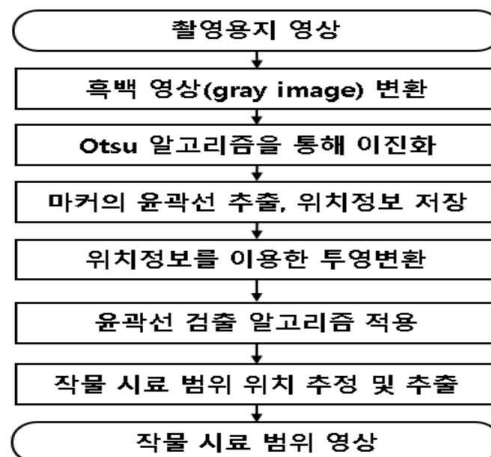 촬영용지 영상
흑백 영상(gray image) 변환
Otsu 알고리즘을 통해 이진화
마커의 윤곽선 추출, 위치정보 저장
위치정보를 이용한 투영변환
윤곽선 검출 알고리즘 적용
작물 시료 범위 위치 추정 및 추출
작물 시료 범위 영상